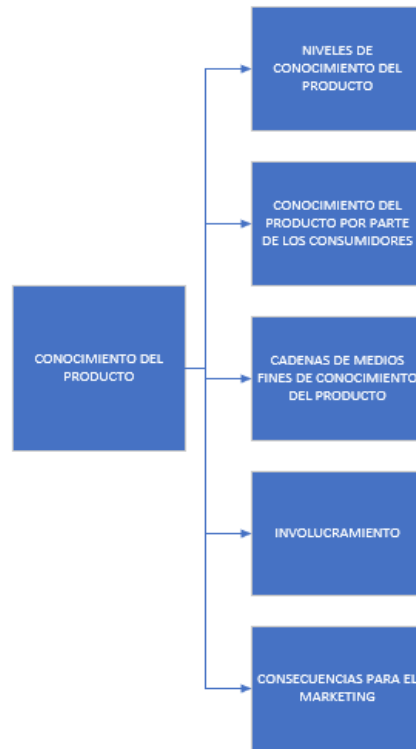 NIVELES DE
CONOCIMIENTO DEL
PRODUCTO
CONOCIMIENTO DEL
PRODUCTO POR PARTE
DE LOS CONSUMIDORES
CONOCIMIENTO DEL
PRODUCTO
CADENAS DE MEDIOS
FINES DE CONOCIMIENTO
DEL PRODUCTO
INVOLUCRAMIENTO
CONSECUENCIAS PARA EL
MARKETING